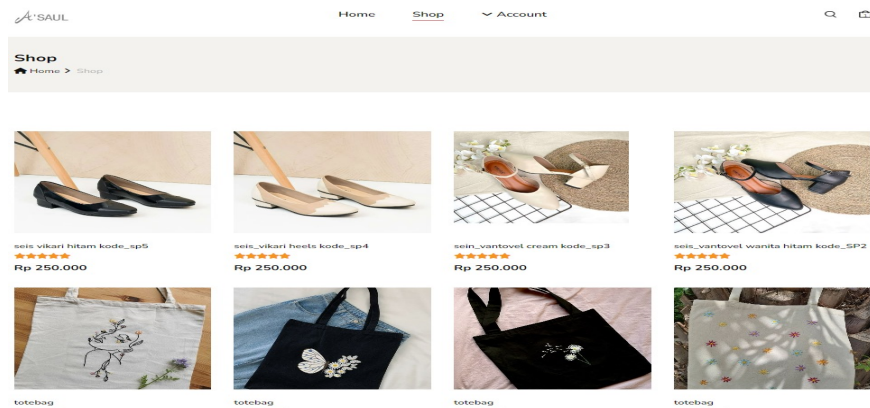 A'SAUL
Home Shop Account
Shop
Home > Shop
seis vikari hitam kode_sp5
Rp 250.000
seis_vikari heels kode_sp4
Rp 250.000
sein_vantovel cream kode_sp3
Rp 250.000
seis_vantovel wanita hitam kode_SP2
Rp 250.000
totebag
totebag
totebag
totebag